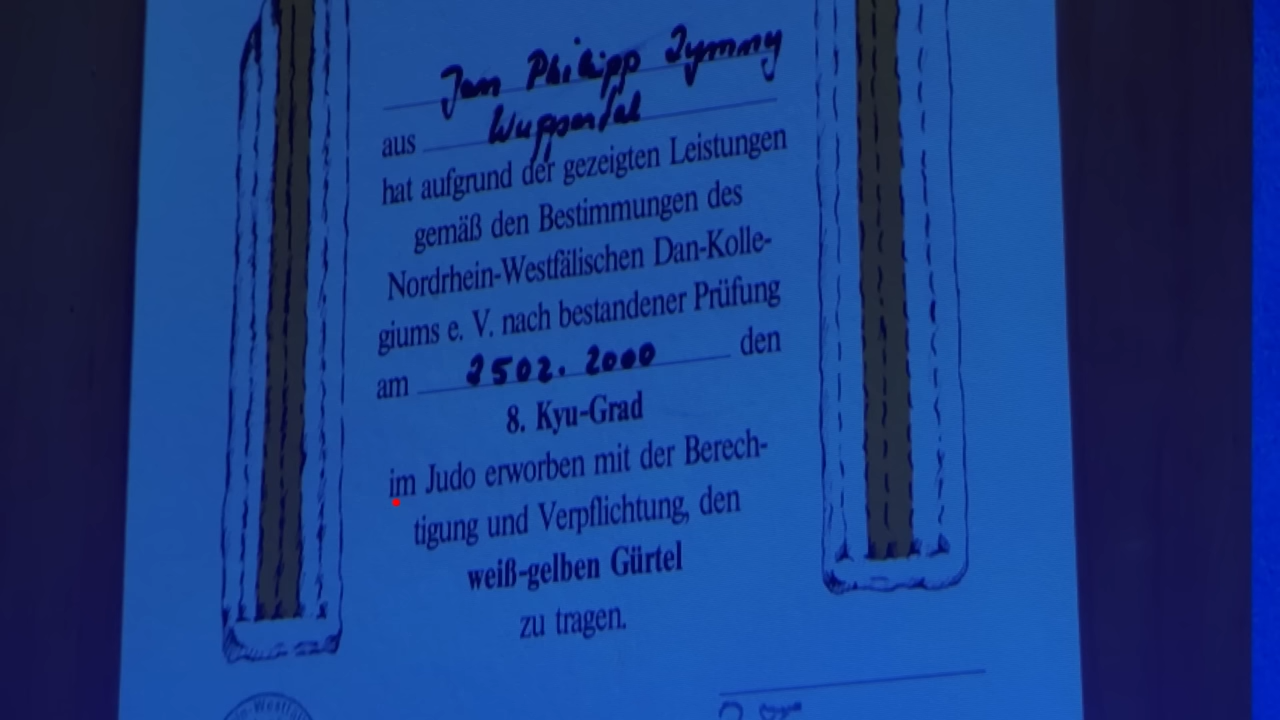 Jan Philipp Tymny
aus Wuppertal
hat aufgrund der gezeigten Leistungen
gemäß den Bestimmungen des
Nordrhein-Westfälischen Dan-Kolle-
giums e. V. nach bestandener Prüfung
am 2502. 2000 den
8. Kyu-Grad
im Judo erworben mit der Berech-
tigung und Verpflichtung, den
weiß-gelben Gürtel
zu tragen.